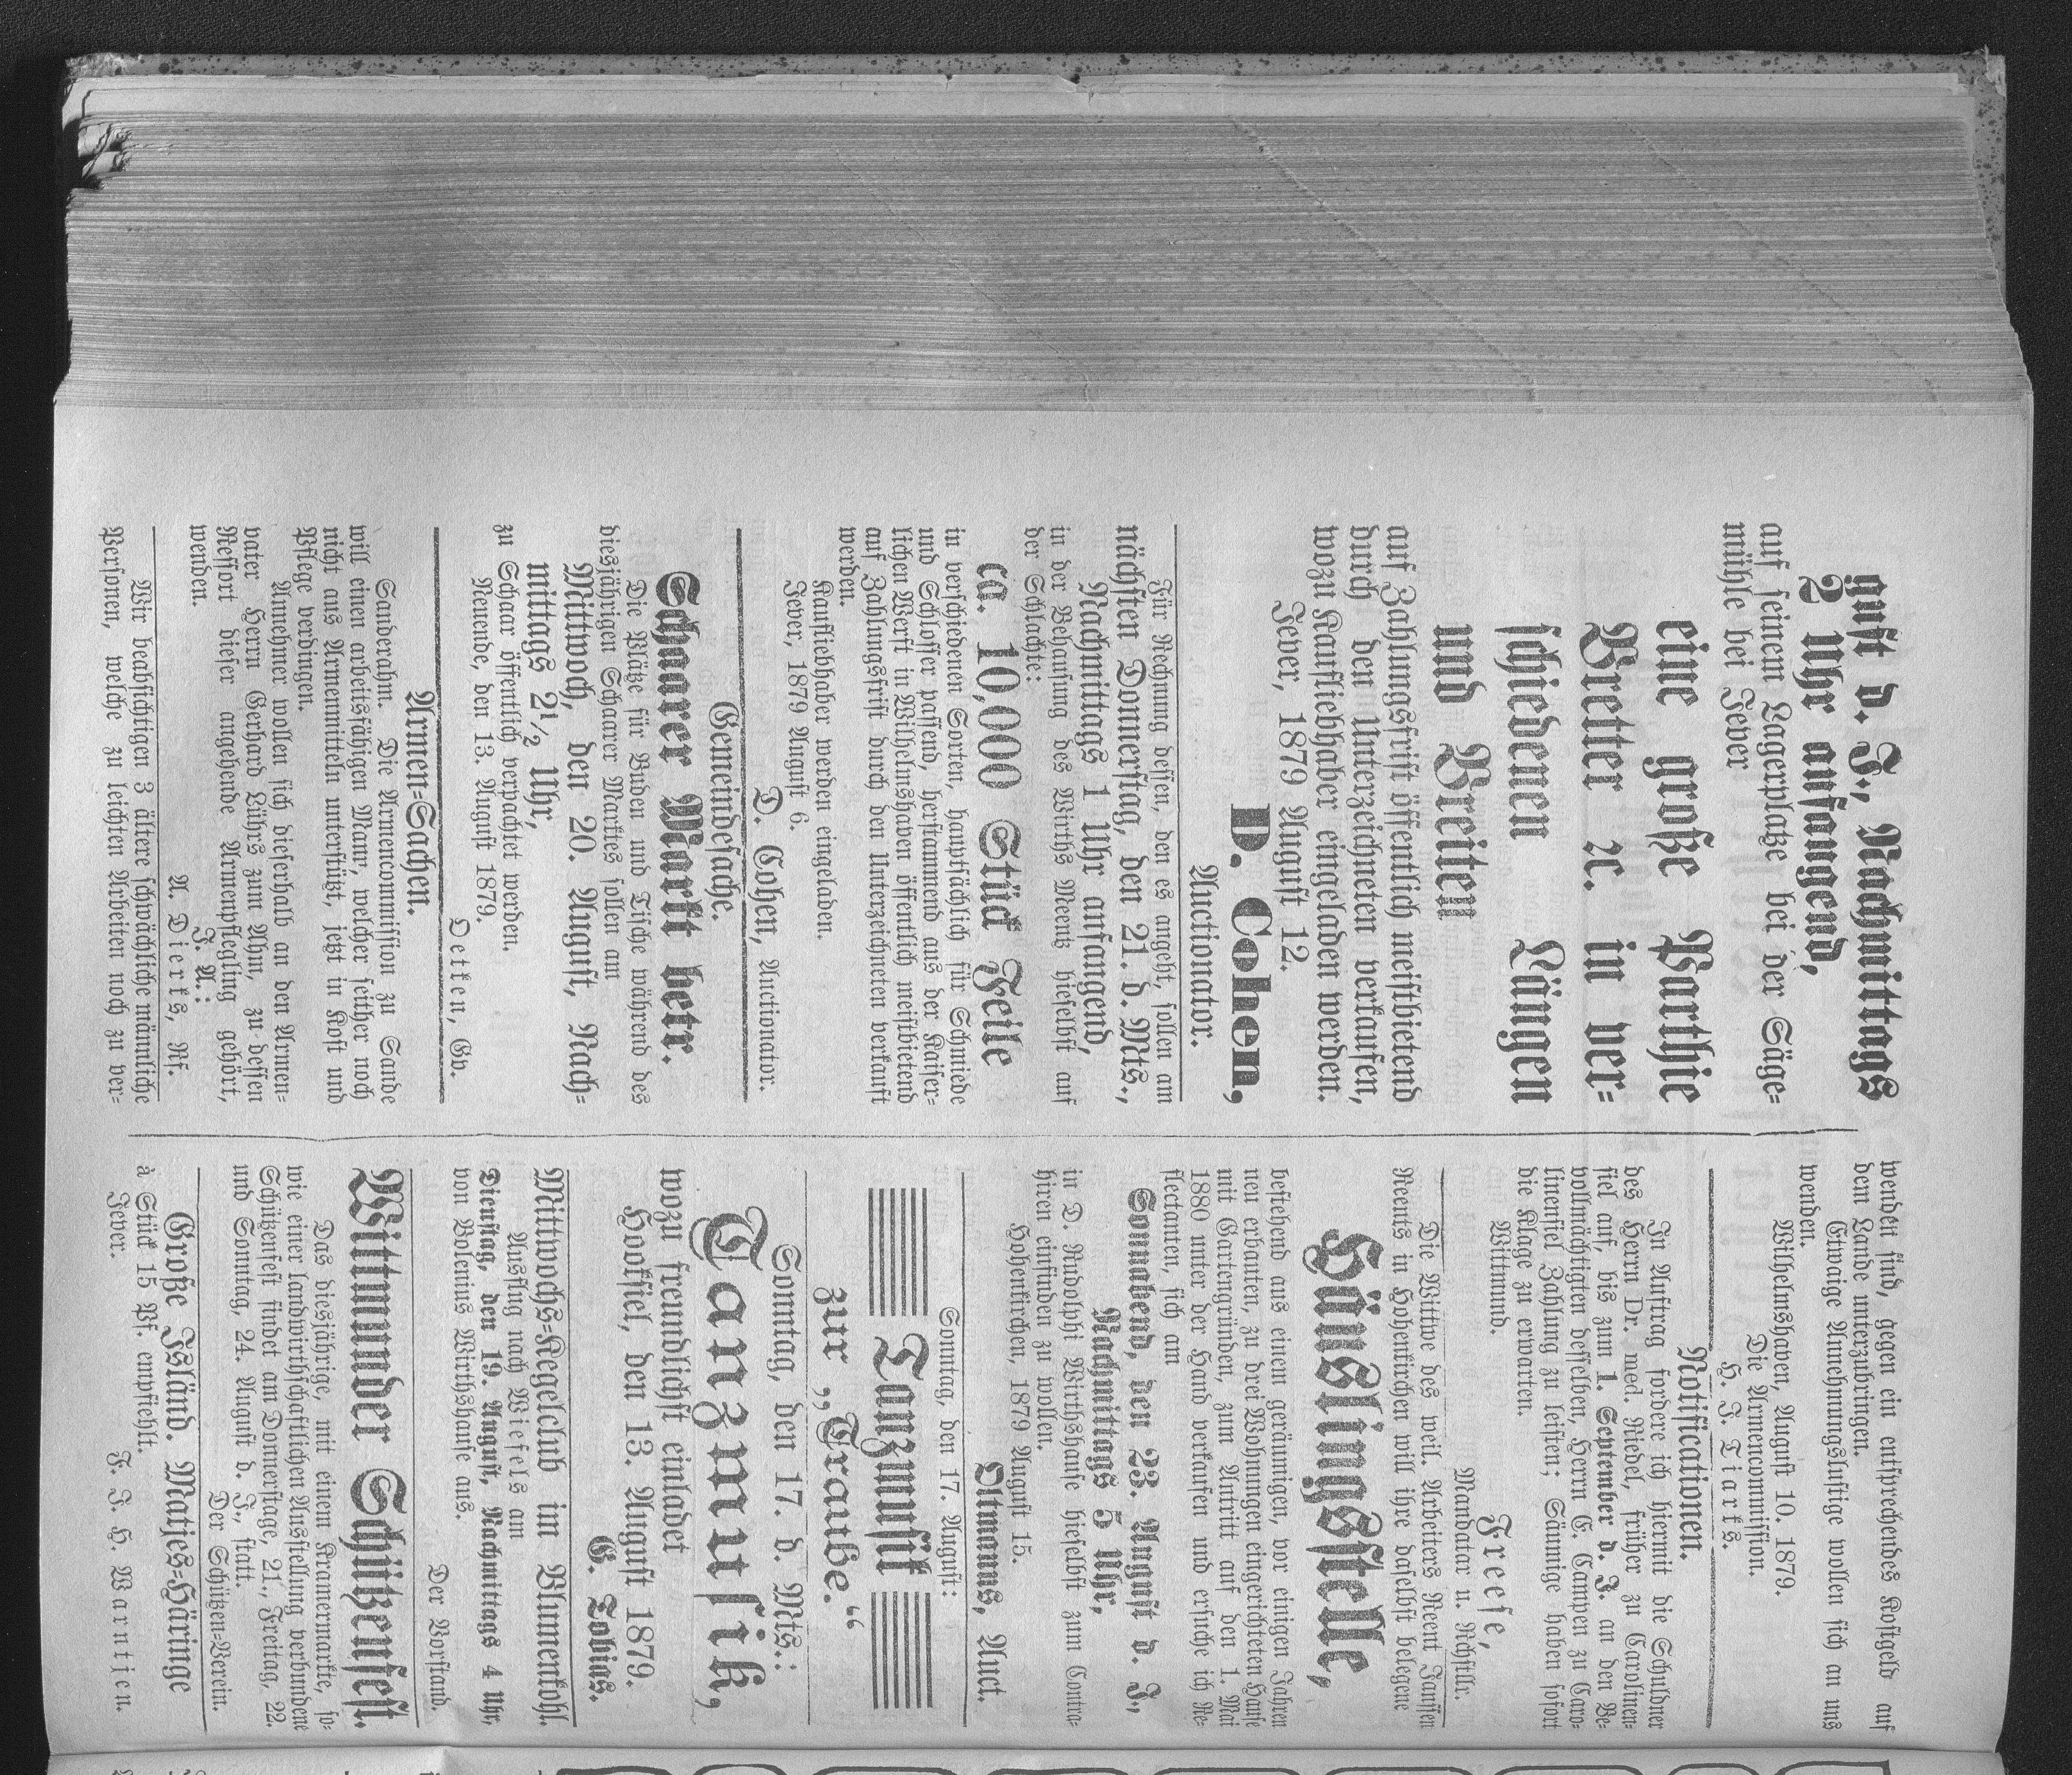 guſt d. J., Nachmittags
2 Uhr anfangend,
auf ſeinem Lagerplatze bei der Säge-
mühle bei Jever
eine große Parthie
Bretter ꝛc. in ver-
ſchiedenen Längen
und Breiten
auf Zahlungsfriſt öffentlich meiſtbietend
durch den Unterzeichneten verkaufen,
wozu Kaufliebhaber eingeladen werden.
Jever, 1879 Auguſt 12.
D. Cohen,
Auctionator.
Für Rechnung deſſen, den es angeht, ſollen am
nächſten Donnerſtag, den 21. d. Mts.,
Nachmittags 1 Uhr anfangend,
in der Behauſung des Wirths Meentz hieſelbſt auf
der Schlachte:
ca. 10,000 Stück Feile
in verſchiedenen Sorten, hauptſächlich für Schmiede
und Schloſſer paſſend, herſtammend aus der Kaiſer-
lichen Werft in Wilhelmshaven öffentlich meiſtbietend
auf Zahlungsfriſt durch den Unterzeichneten verkauft
werden.
Kaufliebhaber werden eingeladen.
Jever, 1879 Auguſt 6.
D. Cohen, Auctionator.
Gemeindeſache.
Schaarer Markt betr.
Die Plätze für Buden und Tiſche während des
diesjährigen Schaarer Marktes ſollen am
Mittwoch, den 20. Auguſt, Nach-
mittags 2½ Uhr,
zu Schaar öffentlich verpachtet werden.
Neuende, den 13. Auguſt 1879.
Detken, Gv.
Armen-Sachen.
Sanderahm. Die Armencommiſſion zu Sande
will einen arbeitsfähigen Mann, welcher ſeither noch
nicht aus Armenmitteln unterſtützt, jetzt in Koſt und
Pflege verdingen.
Annehmer wollen ſich dieſerhalb an den Armen-
vater Herrn Gerhard Lührs zum Ahm, zu deſſen
Reſſort dieſer angehende Armenpflegling gehört,
wenden.
J. A.:
A. Dierks, Rf.
Wir beabſichtigen 3 ältere ſchwächliche männliche
Perſonen, welche zu leichten Arbeiten noch zu ver-
wenden ſind, gegen ein entſprechendes Koſtgeld auf
dem Lande unterzubringen.
Etwaige Annehmungsluſtige wollen ſich an uns
wenden.
Wilhelmshaven, Auguſt 10. 1879.
Die Armencommiſſion.
H. J. Tiarks.
Notificationen.
In Auftrag fordere ich hiermit die Schuldner
des Herrn Dr. med. Riedel, früher zu Carolinen-
ſiel auf, bis zum 1. September d. J. an den Be-
vollmächtigten deſſelben, Herrn E. Campen zu Caro-
linenſiel Zahlung zu leiſten; Säumige haben ſofort
die Klage zu erwarten.
Wittmund.
Freeſe,
Mandatar u. Rchſtllr.
Die Wittwe des weil. Arbeiters Reent Janſſen
Reents in Hohenkirchen will ihre daſelbſt belegene
Häuslingsſtelle,
beſtehend aus einem geräumigen, vor einigen Jahren
neu erbauten, zu drei Wohnungen eingerichteten Hauſe
mit Gartengründen, zum Antritt auf den 1. Mai
1880 unter der Hand verkaufen und erſuche ich Re-
flectanten, ſich am
Sonnabend, den 23. Auguſt d. J.,
Nachmittags 5 Uhr,
in D. Rudolphi Wirthshauſe hieſelbſt zum Contra-
hiren einfinden zu wollen.
Hohenkirchen, 1879 Auguſt 15.
Oltmanns, Auct.
Sonntag, den 17. Auguſt:
Tanzmuſik
zur „Traube.“
Sonntag, den 17. d. Mts.:
Tanzmuſik,
wozu freundlichſt einladet
Hookſiel, den 13. Auguſt 1879.
E. Tobias.
Mittwochs-Kegelclub im Blumenkohl.
Ausflug nach Wiefels am
Dienſtag, den 19. Auguſt, Nachmittags 4 Uhr,
von Bolenius Wirthshauſe aus.
Der Vorſtand.
Wittmunder Schützenfeſt.
Das diesjährige, mit einem Kramermarkte, ſo-
wie einer landwirthſchaftlichen Ausſtellung verbundene
Schützenfeſt findet am Donnerſtage, 21., Freitag, 22.
und Sonntag, 24. Auguſt d. J., ſtatt.
Der Schützen-Verein.
Große Isländ. Matjes-Häringe
à Stück 15 Pf. empfiehlt.
Jever. F. J. H. Warntjen.